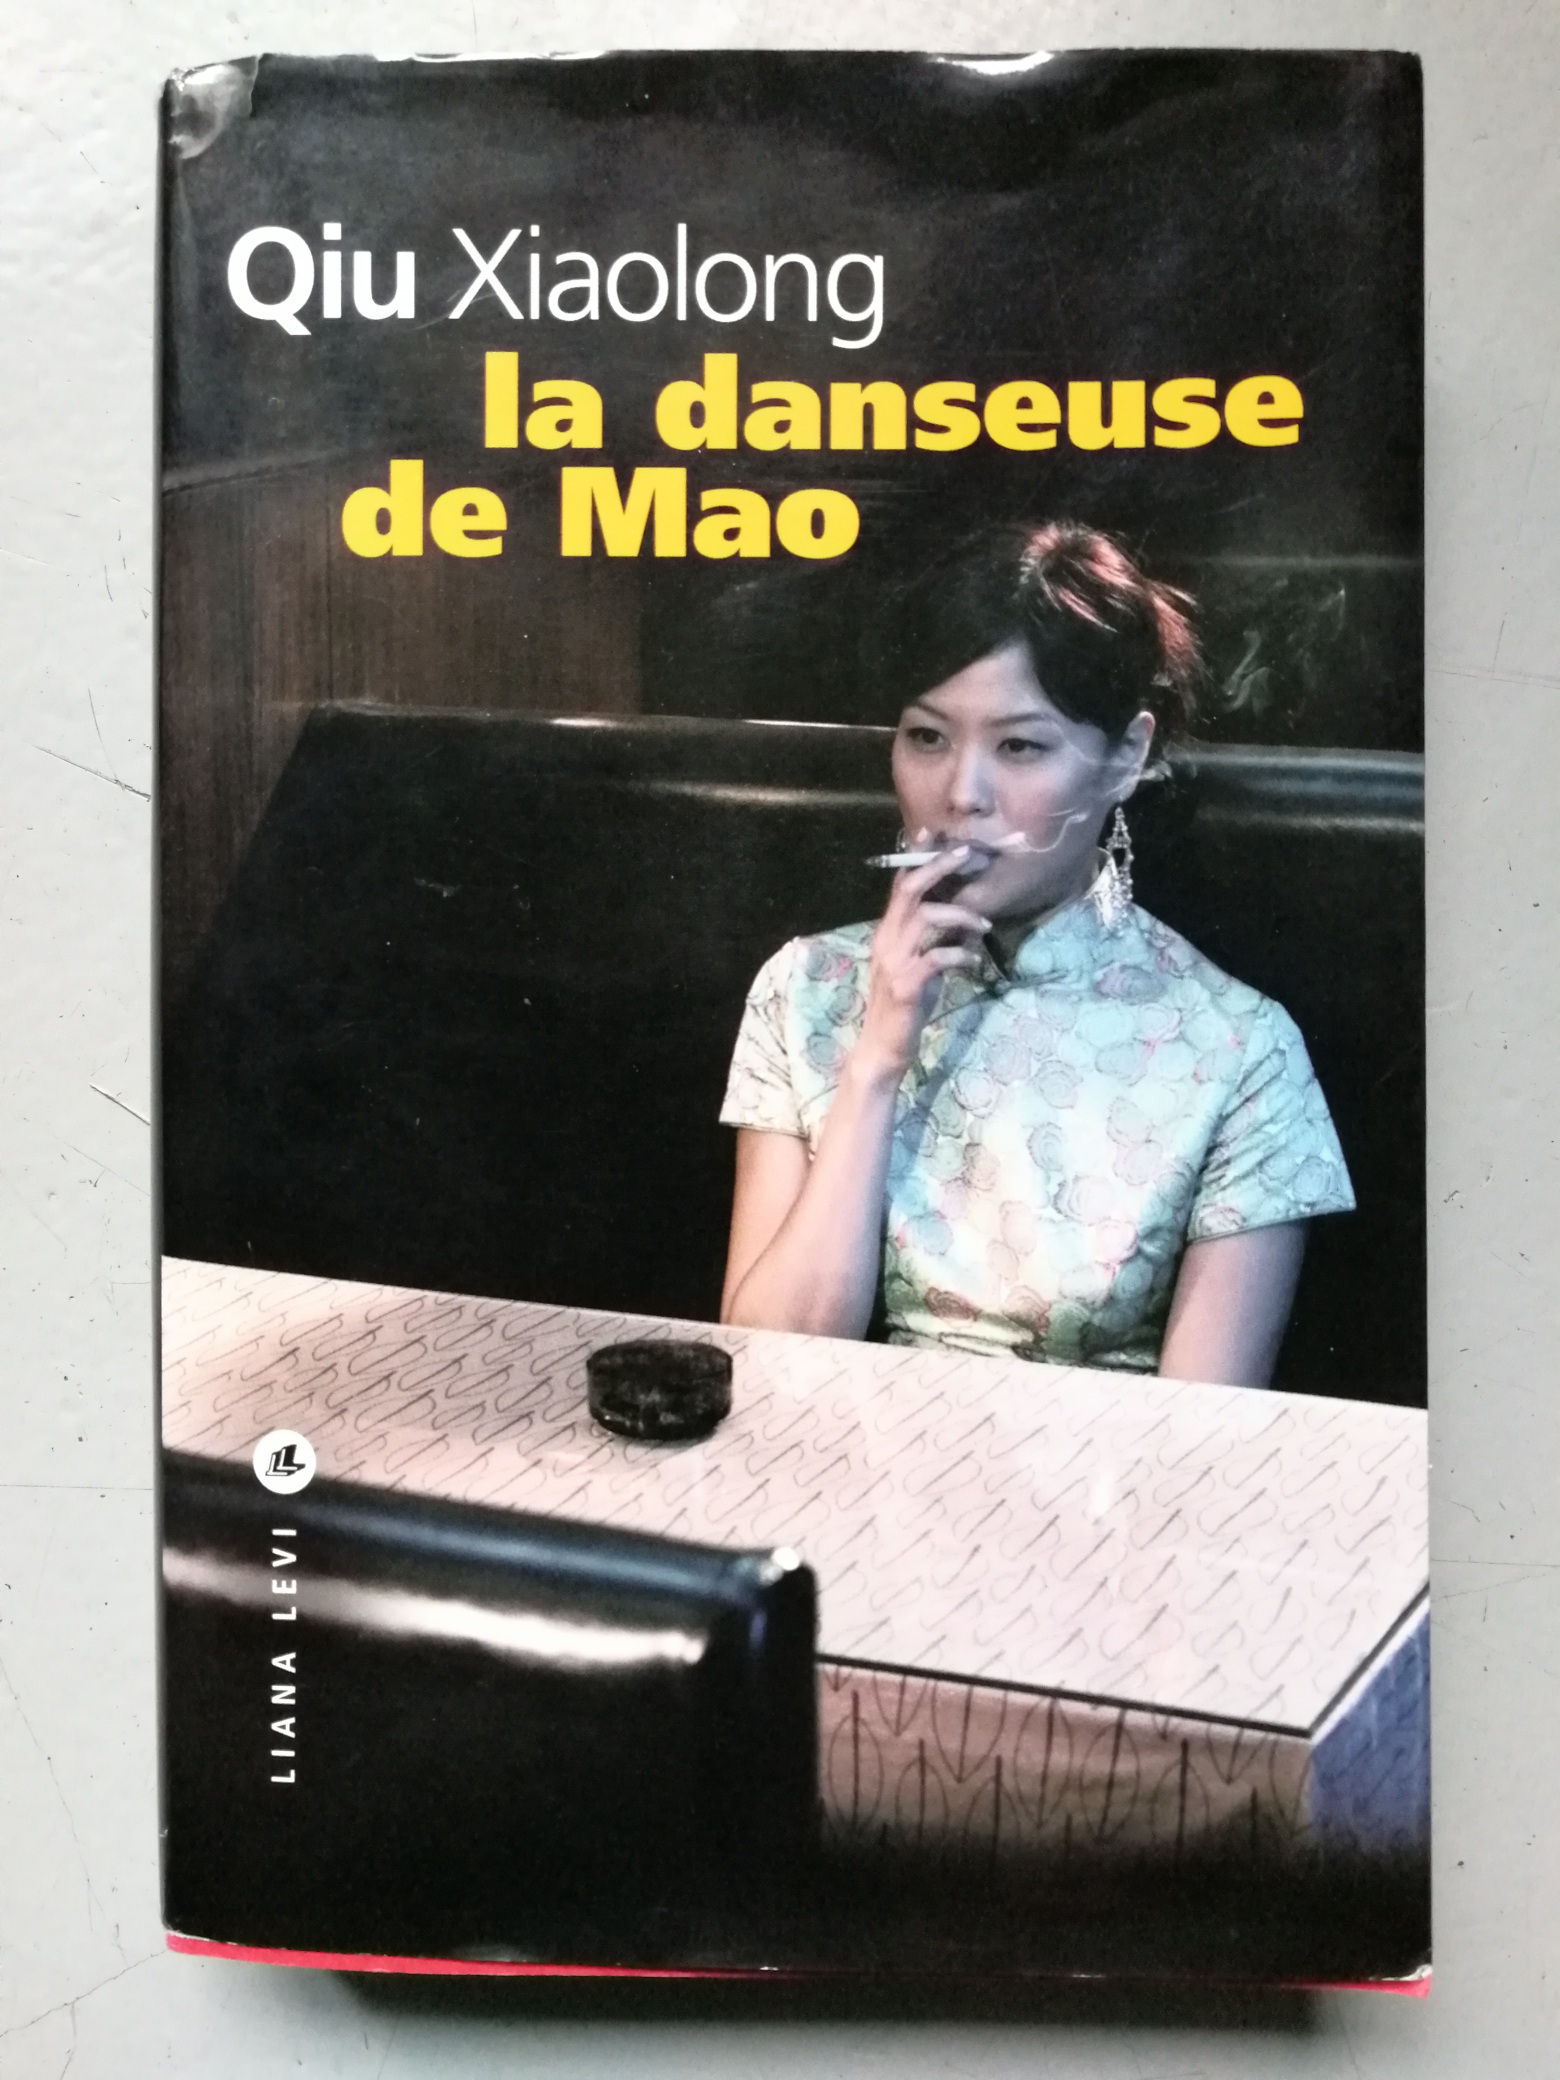 Qiu Xiaolong
la danseuse
de Mao
LIANA LEVI